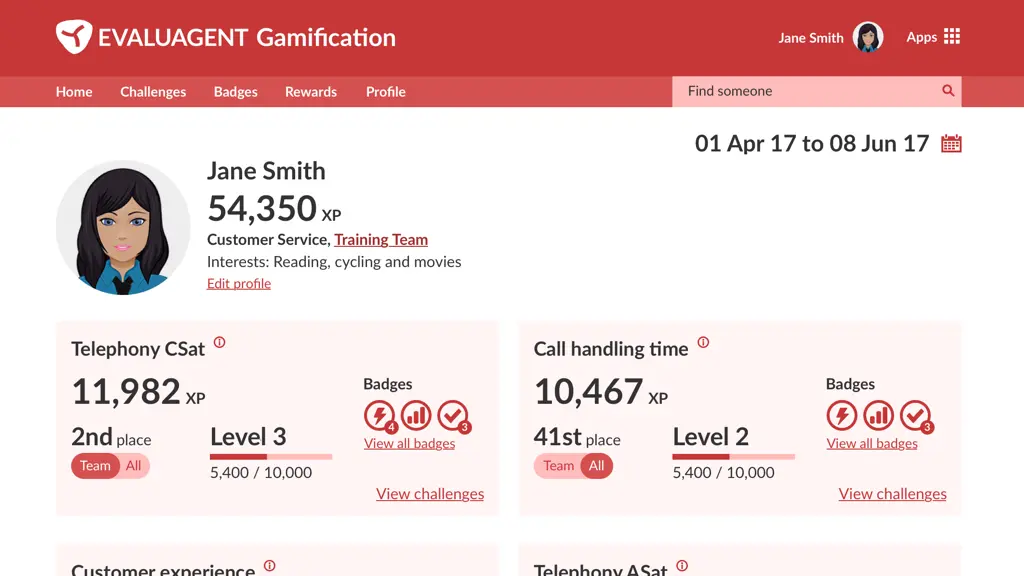 EVALUAGENT Gamification
Jane Smith
Apps
Home Challenges Badges Rewards Profile
Find someone
01 Apr 17 to 08 Jun 17
Jane Smith
54,350 XP
Customer Service, Training Team
Interests: Reading, cycling and movies
Edit profile
Telephony CSat
11,982 XP
2nd place
Team All
Level 3
5,400 / 10,000
Badges
4 3
View all badges
View challenges
Call handling time
10,467 XP
41st place
Team All
Level 2
5,400 / 10,000
Badges
3
View all badges
View challenges
Customer experience
Telephony ASat